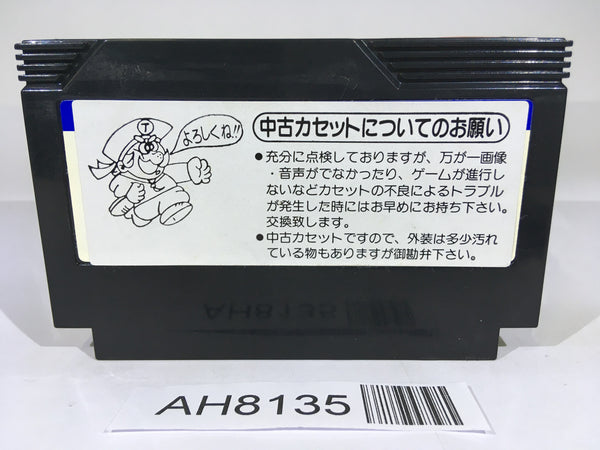 T
よろしくね!!
中古カセットについてのお願い
●充分に点検しておりますが、万が一画像
・音声がでなかったり、ゲームが進行し
ないなどカセットの不良によるトラブル
が発生した時にはお早めにお持ち下さい。
交換致します。
●中古カセットですので、外装は多少汚れ
ている物もありますが御勘弁下さい。
AH8135
AH8135